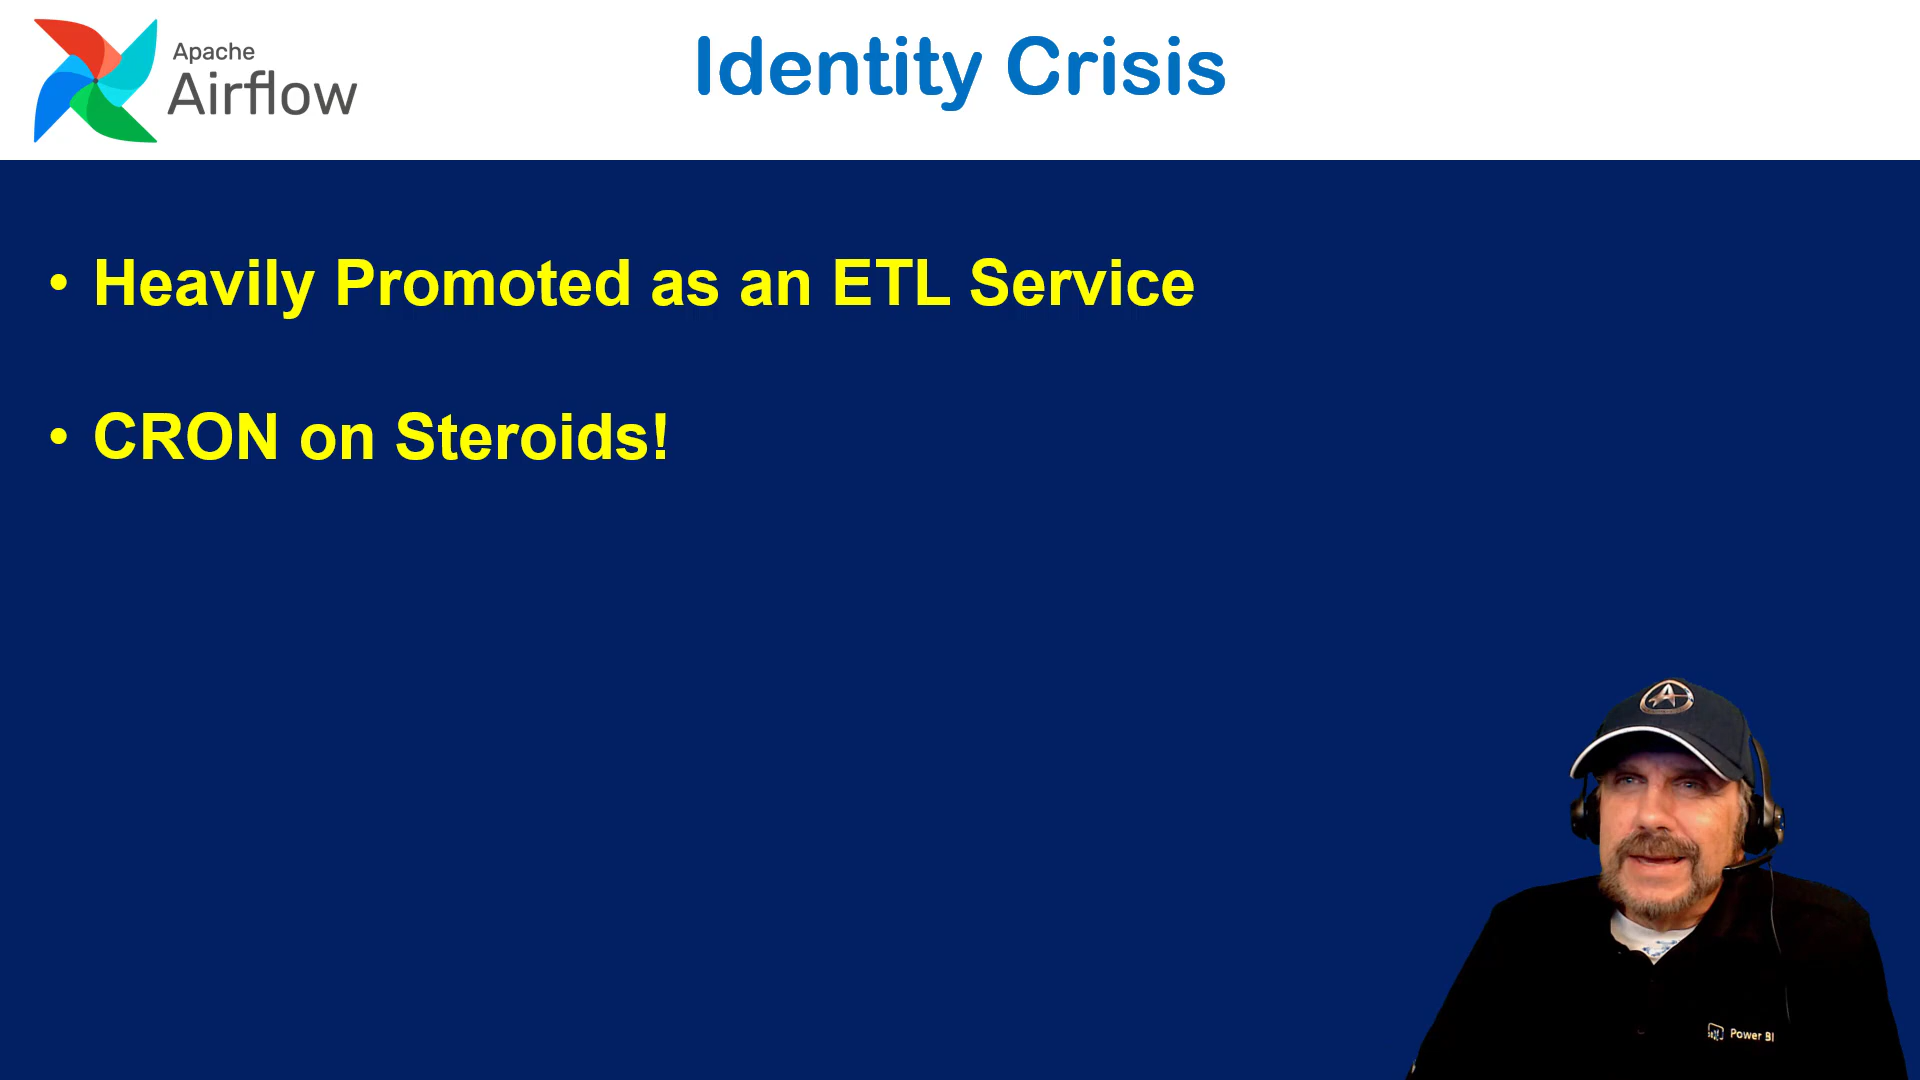 Apache
Airflow
Identity Crisis
• Heavily Promoted as an ETL Service
• CRON on Steroids!
Power BI